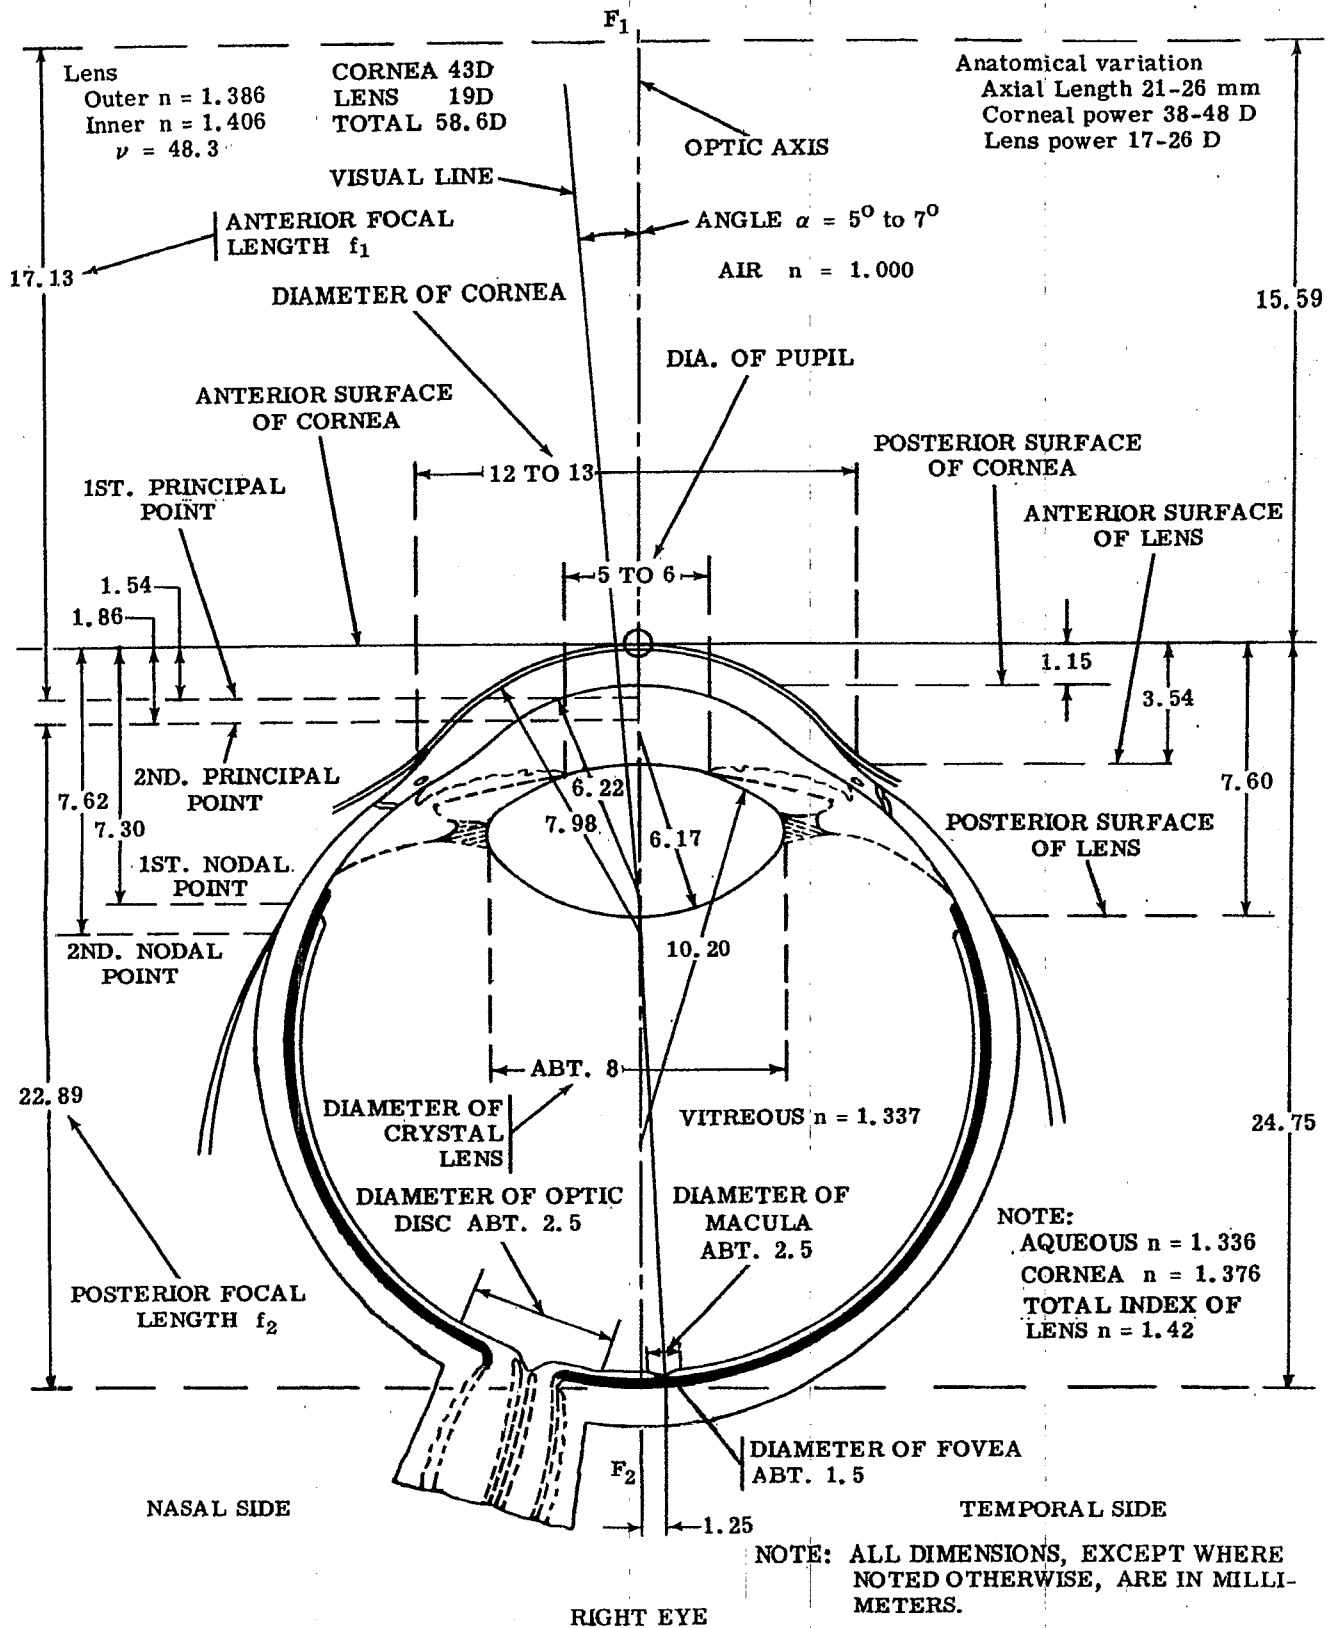 F1
Lens
Outer n = 1.386
Inner n = 1.406
ν = 48.3
CORNEA 43D
LENS 19D
TOTAL 58.6D
Anatomical variation
Axial Length 21-26 mm
Corneal power 38-48 D
Lens power 17-26 D
OPTIC AXIS
VISUAL LINE
ANTERIOR FOCAL
LENGTH f1
ANGLE α = 5° to 7°
17.13
AIR n = 1.000
15.59
DIAMETER OF CORNEA
DIA. OF PUPIL
ANTERIOR SURFACE
OF CORNEA
POSTERIOR SURFACE
OF CORNEA
12 TO 13
1ST. PRINCIPAL
POINT
ANTERIOR SURFACE
OF LENS
5 TO 6
1.54
1.86
1.15
3.54
2ND. PRINCIPAL
POINT
7.62
7.30
6.22
7.98
6.17
7.60
POSTERIOR SURFACE
OF LENS
1ST. NODAL
POINT
2ND. NODAL
POINT
10.20
ABT. 8
22.89
DIAMETER OF
CRYSTAL
LENS
VITREOUS n = 1.337
24.75
DIAMETER OF OPTIC
DISC ABT. 2.5
DIAMETER OF
MACULA
ABT. 2.5
NOTE:
AQUEOUS n = 1.336
CORNEA n = 1.376
TOTAL INDEX OF
LENS n = 1.42
POSTERIOR FOCAL
LENGTH f2
F2
DIAMETER OF FOVEA
ABT. 1.5
NASAL SIDE
TEMPORAL SIDE
1.25
NOTE: ALL DIMENSIONS, EXCEPT WHERE
NOTED OTHERWISE, ARE IN MILLI-
METERS.
RIGHT EYE